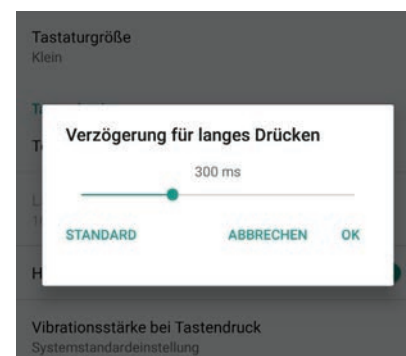 Tastaturgröße
Klein
Verzögerung für langes Drücken
300 ms
STANDARD ABBRECHEN OK
Vibrationsstärke bei Tastendruck
Systemstandardeinstellung